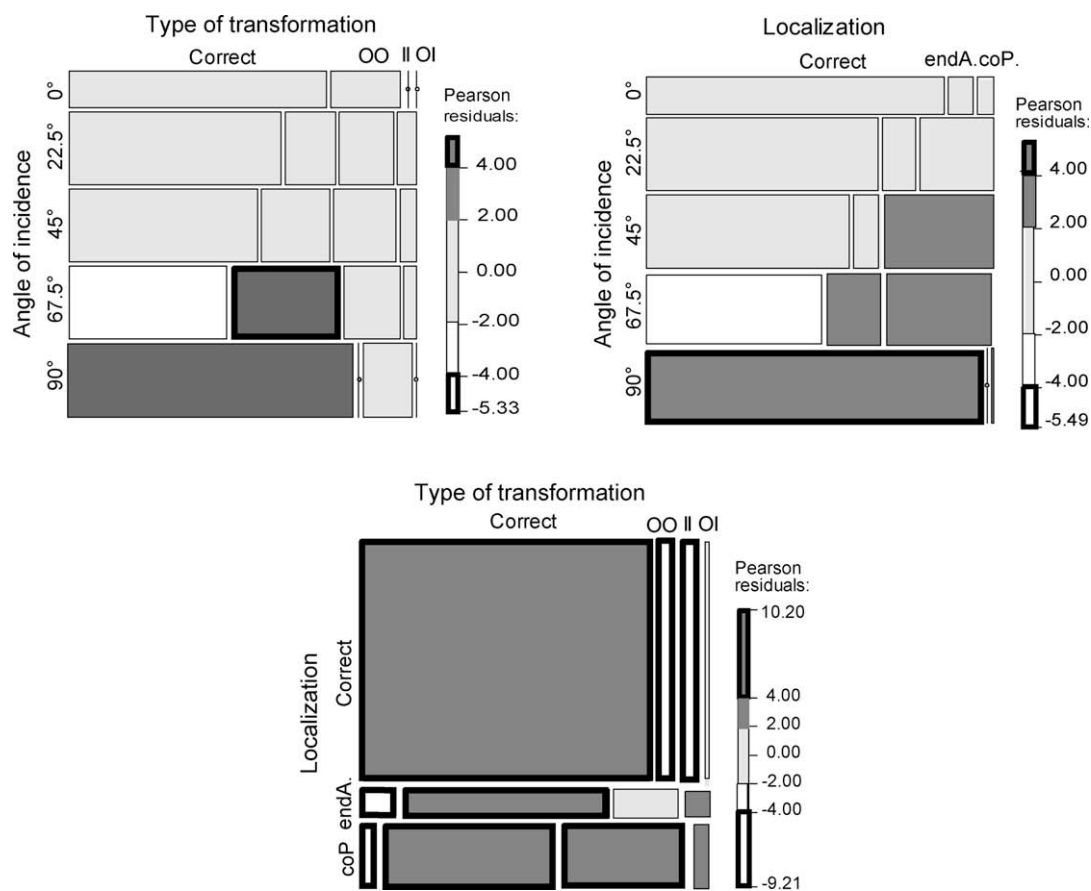 Type of transformation
Correct OO II OI
Angle of incidence
0°
22.5°
45°
67.5°
90°
Pearson
residuals:
4.00
2.00
0.00
-2.00
-4.00
-5.33
Localization
Correct endA.coP.
Angle of incidence
0°
22.5°
45°
67.5°
90°
Pearson
residuals:
4.00
2.00
0.00
-2.00
-4.00
-5.49
Type of transformation
Correct OO II OI
Localization
Correct
endA.
coP
Pearson
residuals:
10.20
4.00
2.00
0.00
-2.00
-4.00
-9.21